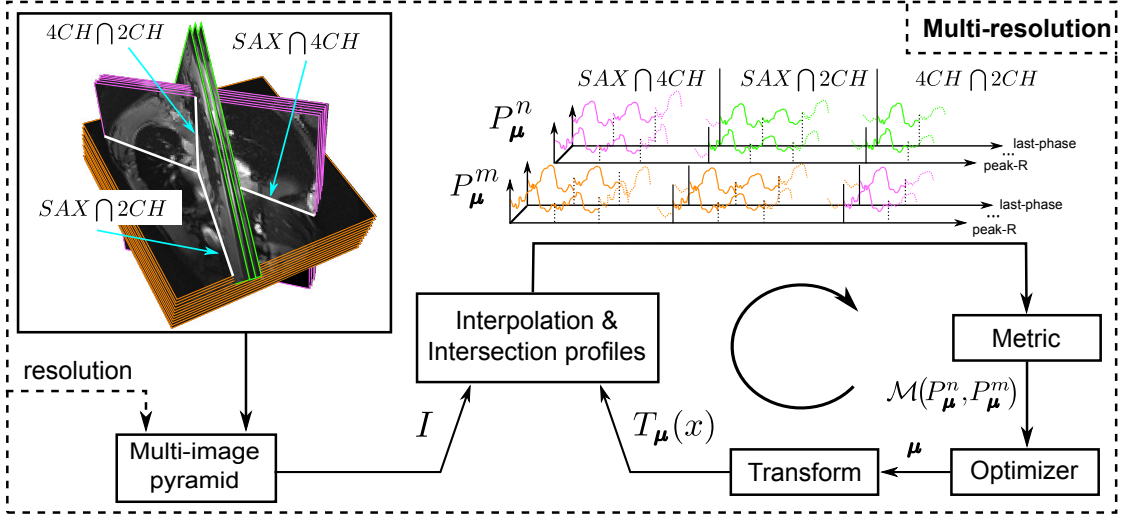 Multi-resolution
4CH⋂2CH
SAX⋂4CH
SAX⋂2CH
SAX⋂4CH
SAX⋂2CH
4CH⋂2CH
P^n_μ
last-phase
...
peak-R
P^m_μ
last-phase
...
peak-R
Interpolation &
Intersection profiles
Metric
M(P^n_μ, P^m_μ)
resolution
Multi-image
pyramid
I
T_μ(x)
Transform
μ
Optimizer